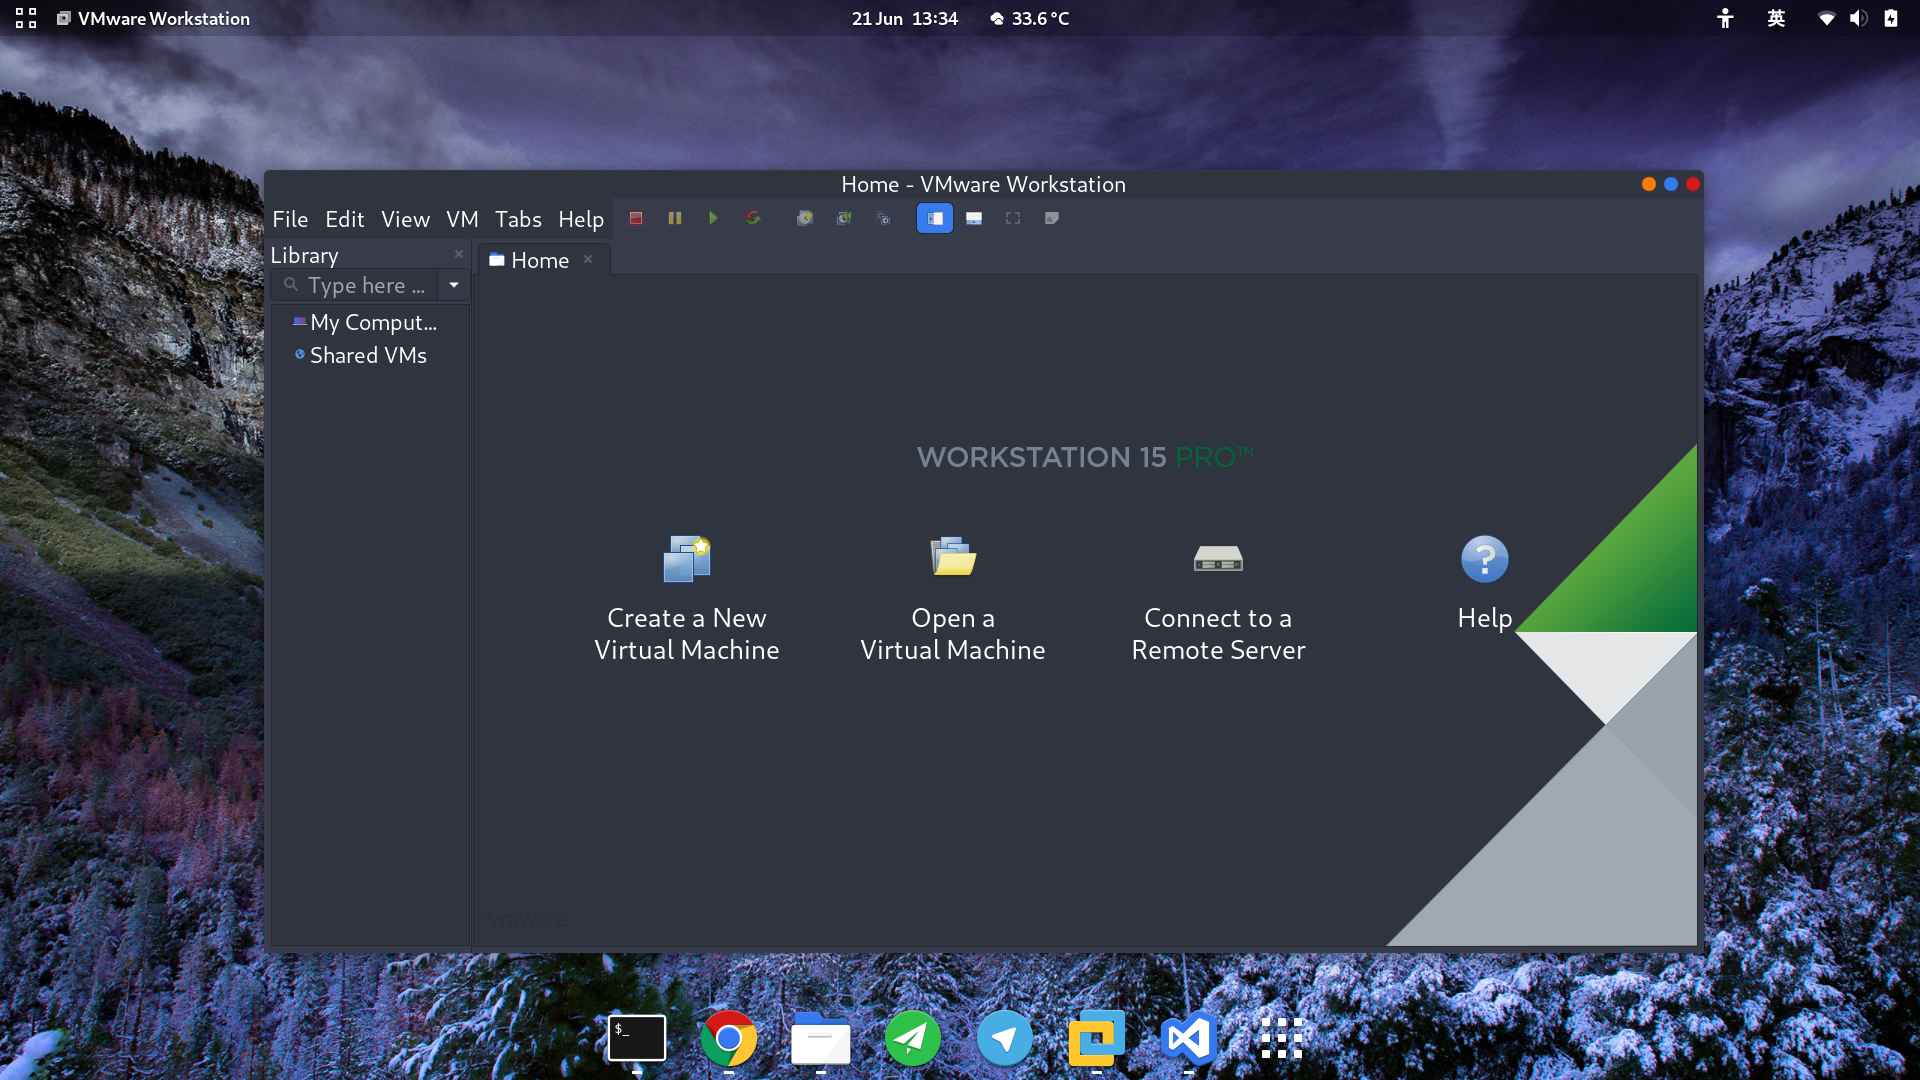 VMware Workstation
21 Jun 13:34
33.6 °C
英
Home - VMware Workstation
File Edit View VM Tabs Help
Library
Home
Type here ...
My Comput...
Shared VMs
WORKSTATION 15 PRO™
Create a New
Virtual Machine
Open a
Virtual Machine
Connect to a
Remote Server
Help
vmware
$_